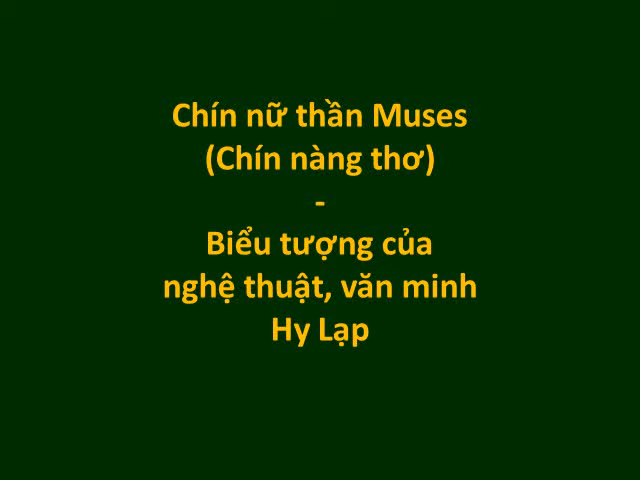 Chín nữ thần Muses
(Chín nàng thơ)
-
Biểu tượng của
nghệ thuật, văn minh
Hy Lạp